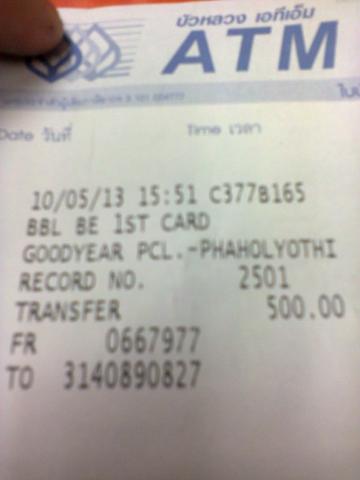 บัวหลวง เอทีเอ็ม
ATM
Date วันที่ Time เวลา
10/05/13 15:51 C377B165
BBL BE 1ST CARD
GOODYEAR PCL.-PHAHOLYOTHI
RECORD NO. 2501
TRANSFER 500.00
FR 0667977
TO 3140890827